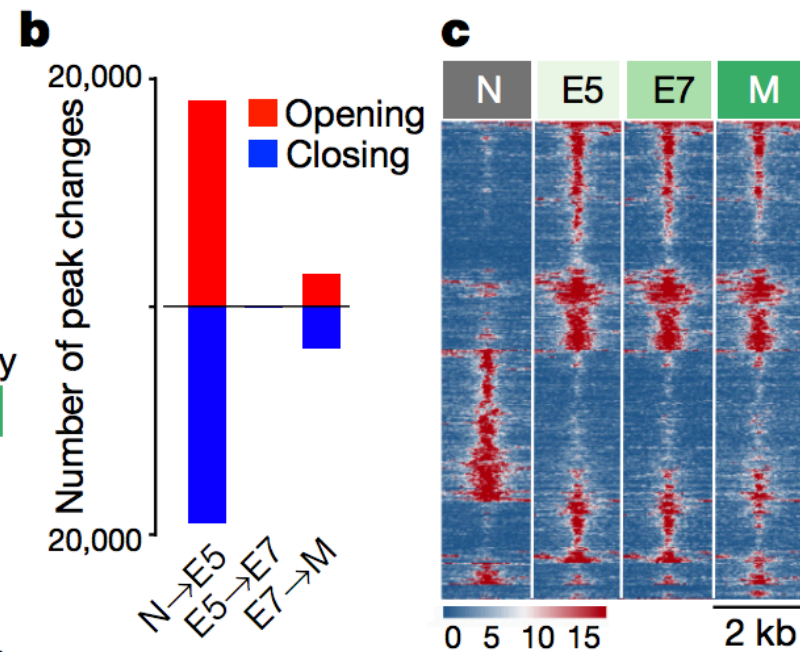 b
20,000
Number of peak changes
Opening
Closing
20,000
N→E5
E5→E7
E7→M
y
c
N E5 E7 M
0 5 10 15
2 kb